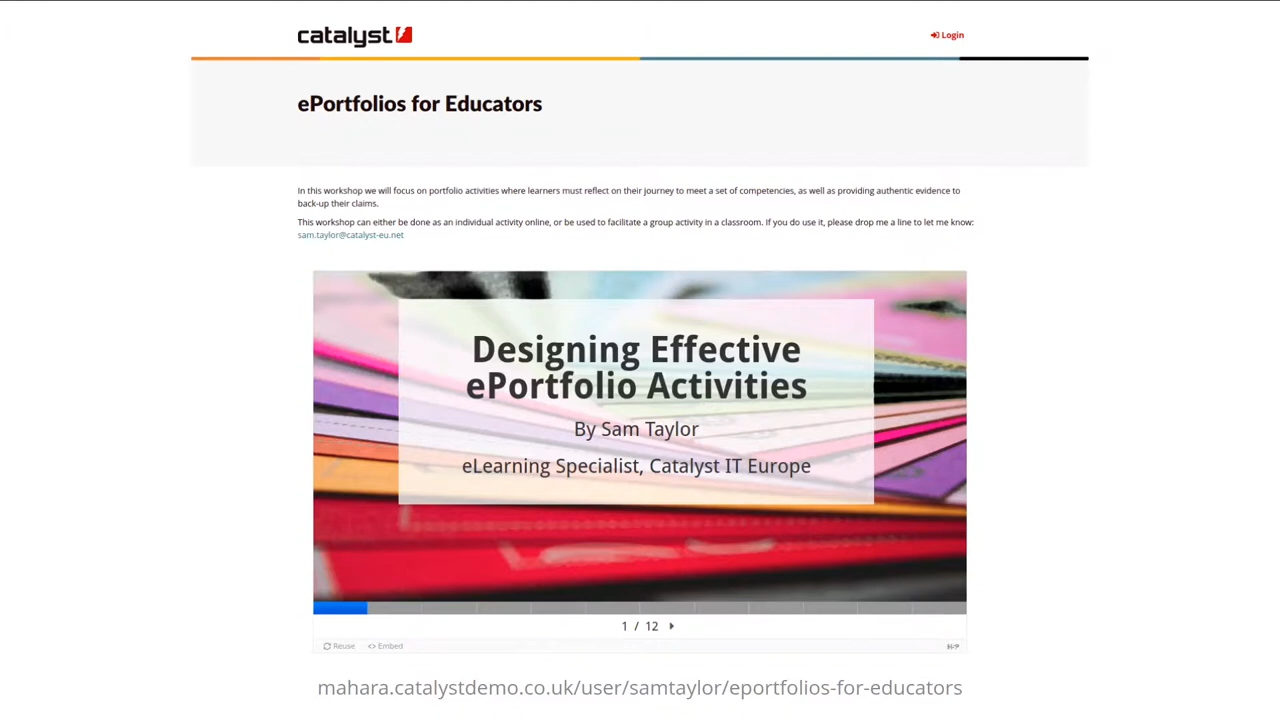 catalyst
Login
ePortfolios for Educators
In this workshop we will focus on portfolio activities where learners must reflect on their journey to meet a set of competencies, as well as providing authentic evidence to
back-up their claims.
This workshop can either be done as an individual activity online, or be used to facilitate a group activity in a classroom. If you do use it, please drop me a line to let me know:
sam.taylor@catalyst-eu.net
Designing Effective
ePortfolio Activities
By Sam Taylor
eLearning Specialist, Catalyst IT Europe
1 / 12
Reuse <> Embed
H5P
mahara.catalystdemo.co.uk/user/samtaylor/eportfolios-for-educators